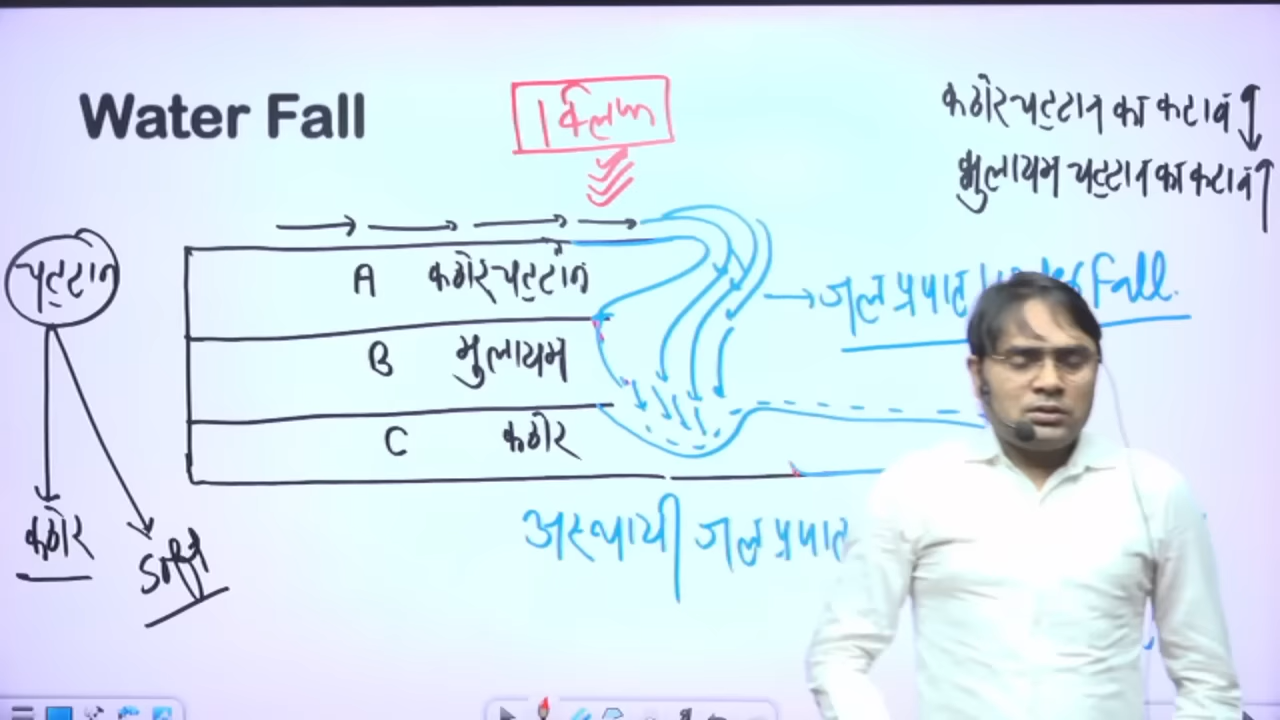 Water Fall
1 क्लिफ
कठोर चट्टान का कटाव
मुलायम चट्टान का कटाव
चट्टान
A कठोर चट्टान
B मुलायम
C कठोर
जल प्रपात Fall.
कठोर
Soft
अस्थायी जल प्रपात